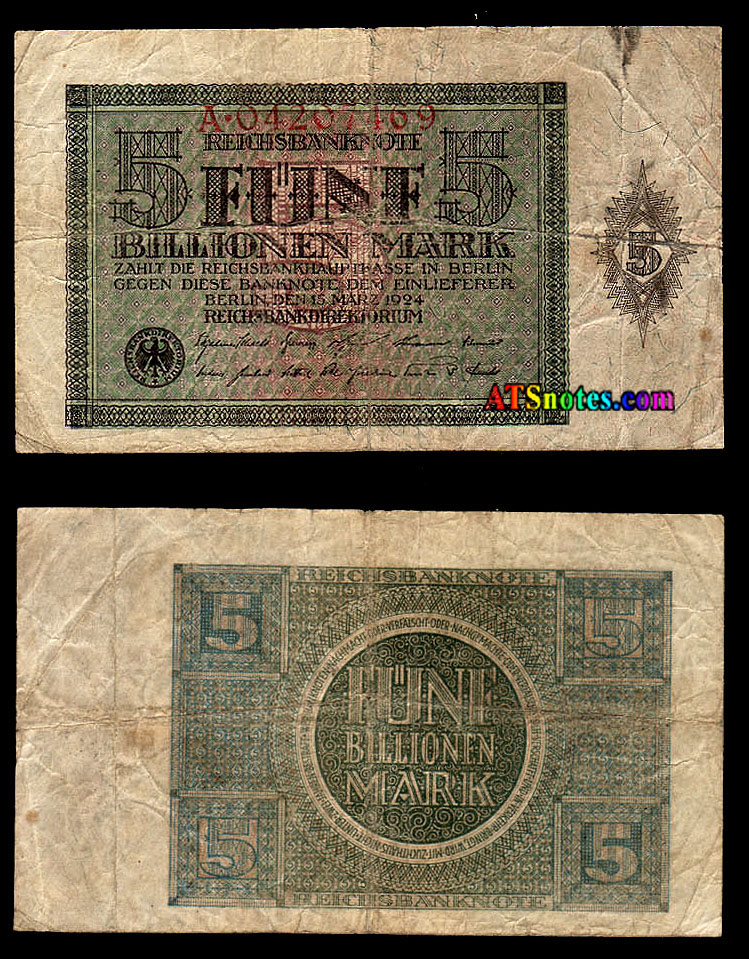 A·04207469
REICHSBANKNOTE
5 FÜNF 5
BILLIONEN MARK
ZAHLT DIE REICHSBANKHAUPTKASSE IN BERLIN
GEGEN DIESE BANKNOTE DEM EINLIEFERER
BERLIN, DEN 15. MÄRZ 1924
REICHSBANKDIREKTORIUM
5
ATSnotes.com
REICHSBANKNOTE
5 5
FÜNF
BILLIONEN
MARK
5 5
REICHSBANKNOTE